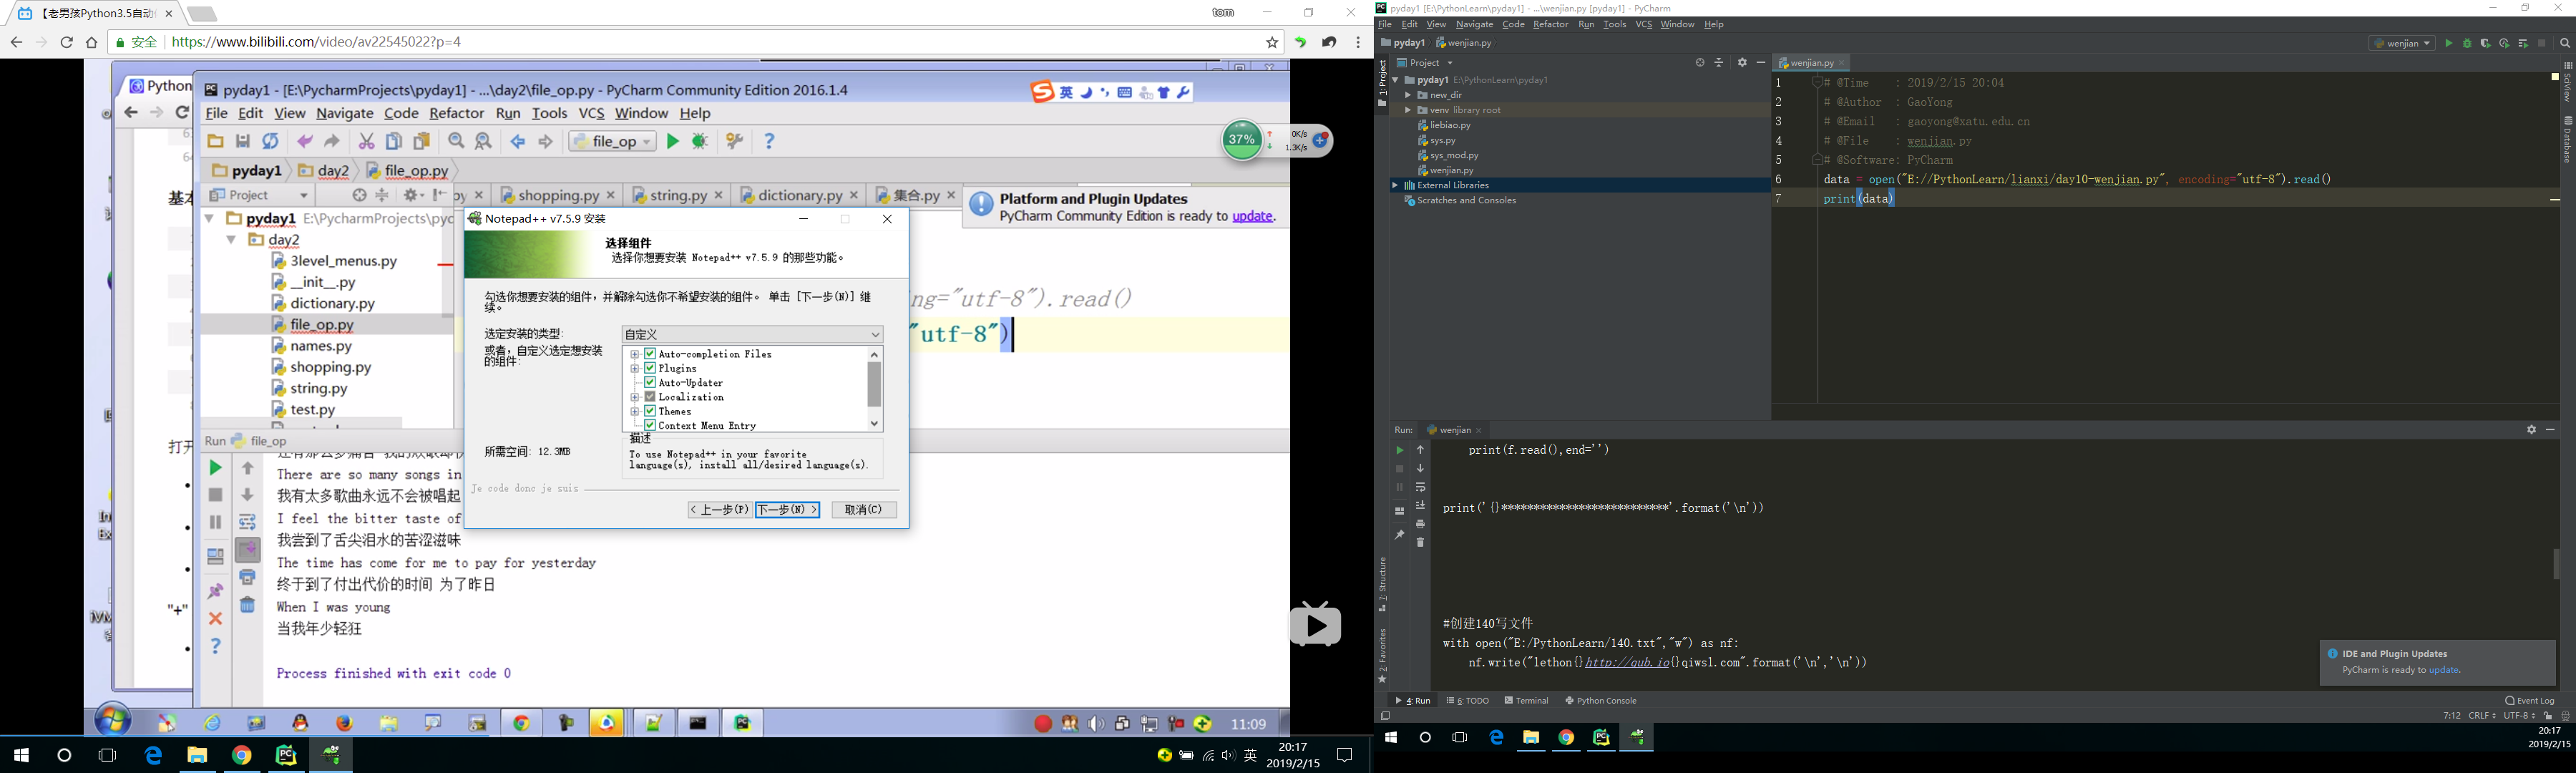 【老男孩Python3.5自动
tom
安全 | https://www.bilibili.com/video/av22545022?p=4
Python
pyday1 - [E:\PycharmProjects\pyday1] - ...\day2\file_op.py - PyCharm Community Edition 2016.1.4
英
File Edit View Navigate Code Refactor Run Tools VCS Window Help
file_op
37%
0K/s
1.3K/s
pyday1 day2 file_op.py
Project
py shopping.py string.py dictionary.py 集合.py
Platform and Plugin Updates
PyCharm Community Edition is ready to update.
基本
pyday1 E:\PycharmProjects\pyc
day2
3level_menus.py
__init__.py
dictionary.py
file_op.py
names.py
shopping.py
string.py
test.py
Notepad++ v7.5.9 安装
选择组件
选择你想要安装 Notepad++ v7.5.9 的那些功能。
勾选你想要安装的组件，并解除勾选你不希望安装的组件。 单击 [下一步(N)] 继
续。
选定安装的类型:
自定义
或者，自定义选定想安装
的组件:
Auto-completion Files
Plugins
Auto-Updater
Localization
Themes
Context Menu Entry
描述
所需空间: 12.3MB
To use Notepad++ in your favorite
language(s), install all/desired language(s).
Je code donc je suis
< 上一步(P)
下一步(N) >
取消(C)
ng="utf-8").read()
"utf-8")
Run file_op
打开
There are so many songs in
我有太多歌曲永远不会被唱起
I feel the bitter taste of
我尝到了舌尖泪水的苦涩滋味
The time has come for me to pay for yesterday
终于到了付出代价的时间 为了昨日
When I was young
当我年少轻狂
Process finished with exit code 0
"+"
11:09
英
20:17
2019/2/15
pyday1 [E:\PythonLearn\pyday1] - ...\wenjian.py [pyday1] - PyCharm
File Edit View Navigate Code Refactor Run Tools VCS Window Help
pyday1 wenjian.py
wenjian
1: Project
Project
pyday1 E:\PythonLearn\pyday1
new_dir
venv library root
liebiao.py
sys.py
sys_mod.py
wenjian.py
External Libraries
Scratches and Consoles
wenjian.py
1 # @Time : 2019/2/15 20:04
2 # @Author : GaoYong
3 # @Email : gaoyong@xatu.edu.cn
4 # @File : wenjian.py
5 # @Software: PyCharm
6 data = open("E://PythonLearn/lianxi/day10-wenjian.py", encoding="utf-8").read()
7 print(data)
SciView
Database
Run: wenjian
print(f.read(),end='')
print('{}**************************'.format('\n'))
#创建140写文件
with open("E:/PythonLearn/140.txt","w") as nf:
nf.write("lethon{}http://qub.io{}qiwsl.com".format('\n','\n'))
7: Structure
2: Favorites
IDE and Plugin Updates
PyCharm is ready to update.
4: Run 6: TODO Terminal Python Console
Event Log
7:12 CRLF UTF-8
20:17
2019/2/15